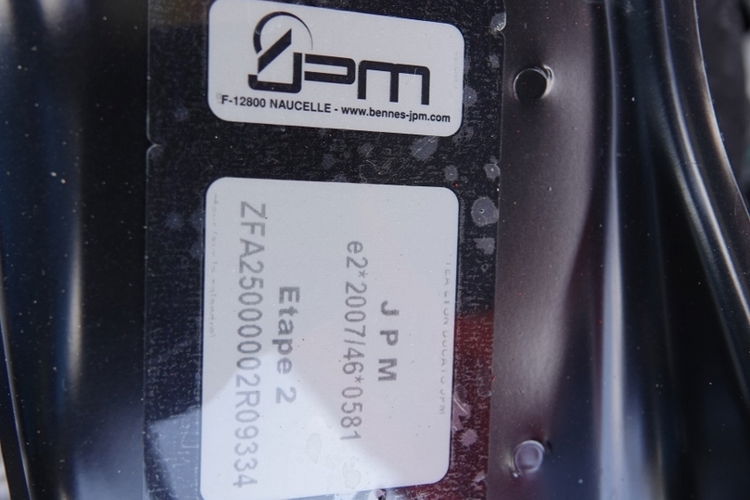 JPM
F-12800 NAUCELLE - www.bennes-jpm.com
J P M
e2*2007/46*0581
Etape 2
ZFA25000002R09334